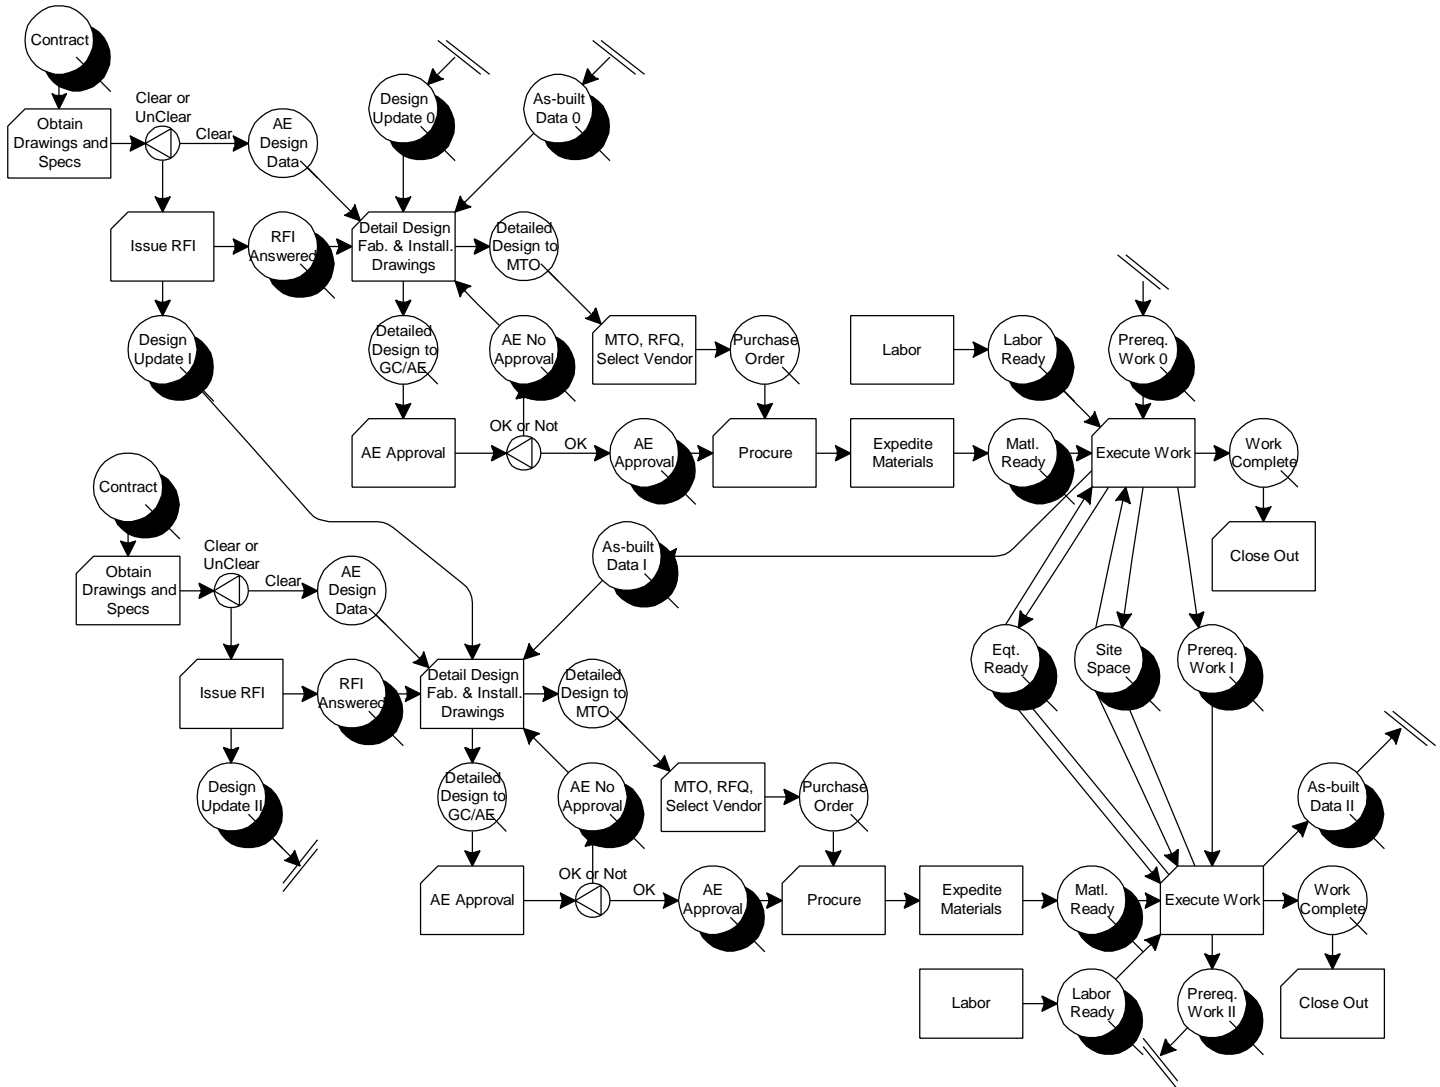 Contract
Obtain
Drawings and
Specs
Clear or
UnClear
Clear
AE
Design
Data
Design
Update 0
As-built
Data 0
Issue RFI
RFI
Answered
Detail Design
Fab. & Install.
Drawings
Detailed
Design to
MTO
Design
Update I
Detailed
Design to
GC/AE
AE No
Approval
MTO, RFQ,
Select Vendor
Purchase
Order
Labor
Labor
Ready
Prereq.
Work 0
AE Approval
OK or Not
OK
AE
Approval
Procure
Expedite
Materials
Matl.
Ready
Execute Work
Work
Complete
Close Out
Contract
Obtain
Drawings and
Specs
Clear or
UnClear
Clear
AE
Design
Data
As-built
Data I
Issue RFI
RFI
Answered
Detail Design
Fab. & Install.
Drawings
Detailed
Design to
MTO
Eqt.
Ready
Site
Space
Prereq.
Work I
Design
Update II
Detailed
Design to
GC/AE
AE No
Approval
MTO, RFQ,
Select Vendor
Purchase
Order
As-built
Data II
AE Approval
OK or Not
OK
AE
Approval
Procure
Expedite
Materials
Matl.
Ready
Execute Work
Work
Complete
Labor
Labor
Ready
Prereq.
Work II
Close Out